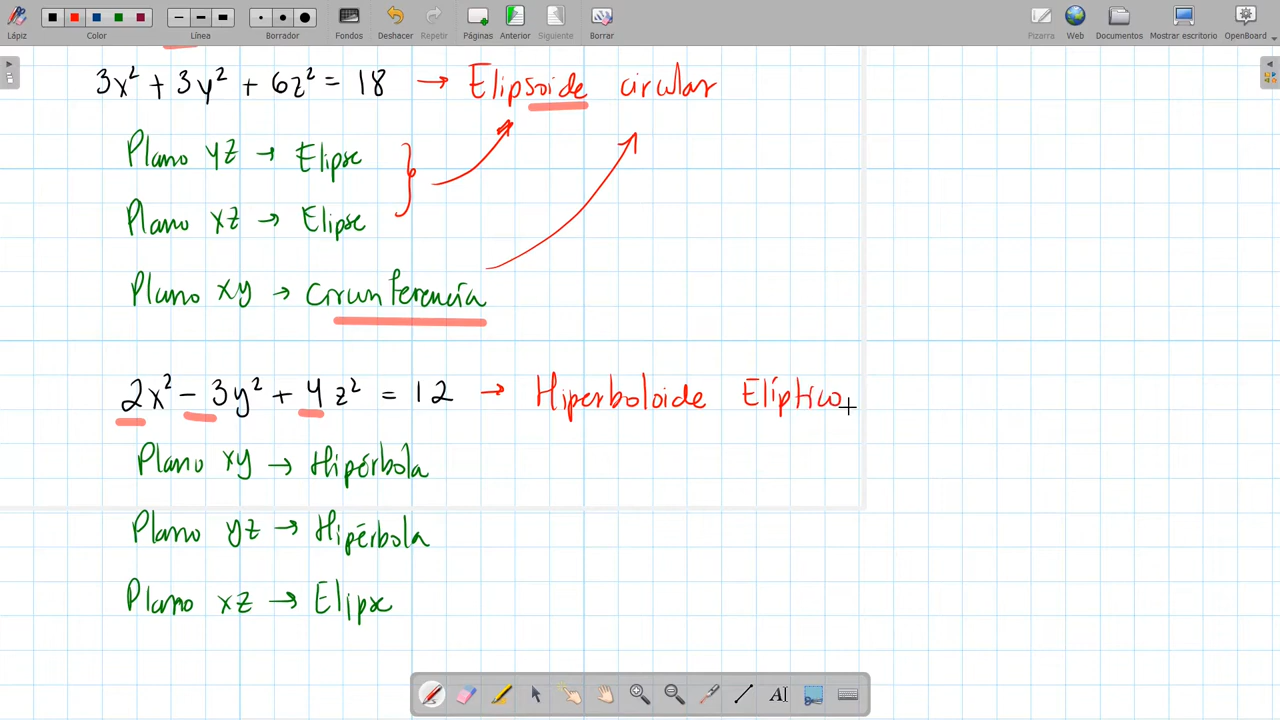 Lápiz Color Línea Borrador Fondos Deshacer Repetir Páginas Anterior Siguiente Borrar Pizarra Web Documentos Mostrar escritorio OpenBoard
3x² + 3y² + 6z² = 18 → Elipsoide circular
Plano yz → Elipse
Plano xz → Elipse
Plano xy → Circunferencia
2x² - 3y² + 4z² = 12 → Hiperboloide Elíptico
Plano xy → Hipérbola
Plano yz → Hipérbola
Plano xz → Elipse
AI